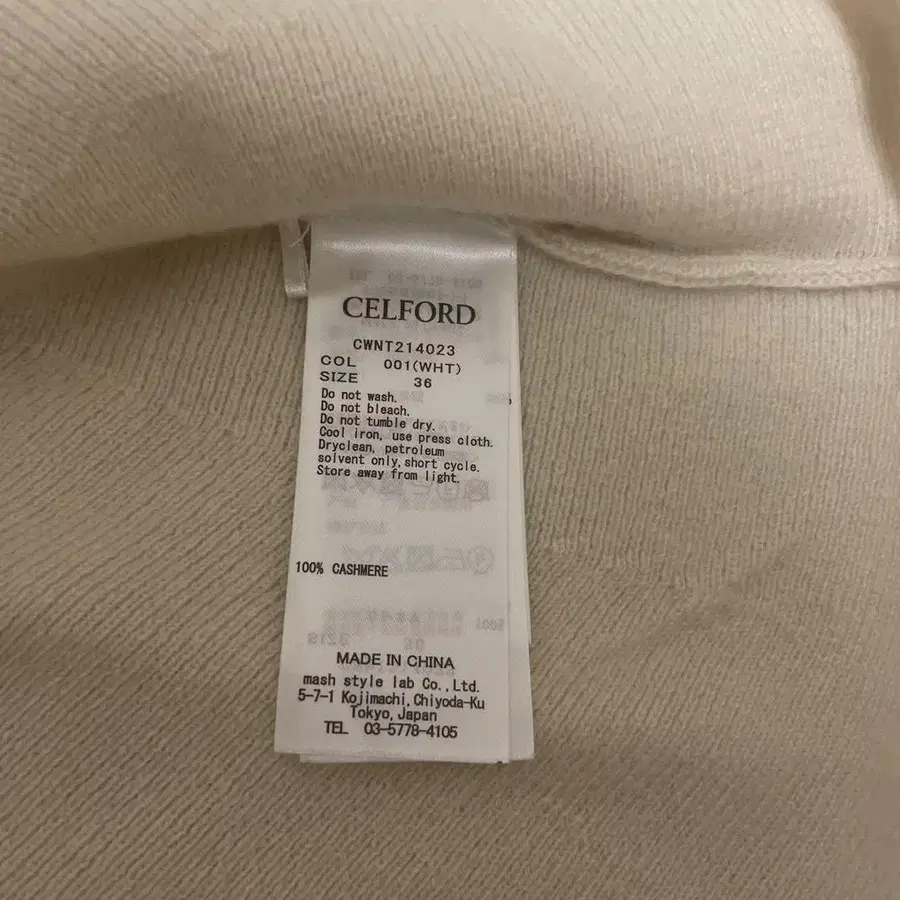 CELFORD
CWNT214023
COL 001(WHT)
SIZE 36
Do not wash.
Do not bleach.
Do not tumble dry.
Cool iron, use press cloth.
Dryclean, petroleum
solvent only,short cycle.
Store away from light.
100% CASHMERE
MADE IN CHINA
mash style lab Co.,Ltd.
5-7-1 Kojimachi,Chiyoda-Ku
Tokyo,Japan
TEL 03-5778-4105